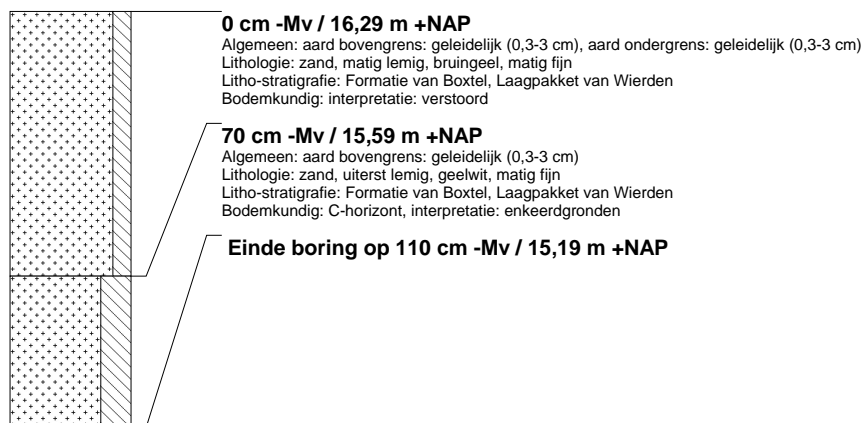 0 cm -Mv / 16,29 m +NAP
Algemeen: aard bovengrens: geleidelijk (0,3-3 cm), aard ondergrens: geleidelijk (0,3-3 cm)
Lithologie: zand, matig lemig, bruingeel, matig fijn
Litho-stratigrafie: Formatie van Boxtel, Laagpakket van Wierden
Bodemkundig: interpretatie: verstoord
70 cm -Mv / 15,59 m +NAP
Algemeen: aard bovengrens: geleidelijk (0,3-3 cm)
Lithologie: zand, uiterst lemig, geelwit, matig fijn
Litho-stratigrafie: Formatie van Boxtel, Laagpakket van Wierden
Bodemkundig: C-horizont, interpretatie: enkeerdgronden
Einde boring op 110 cm -Mv / 15,19 m +NAP